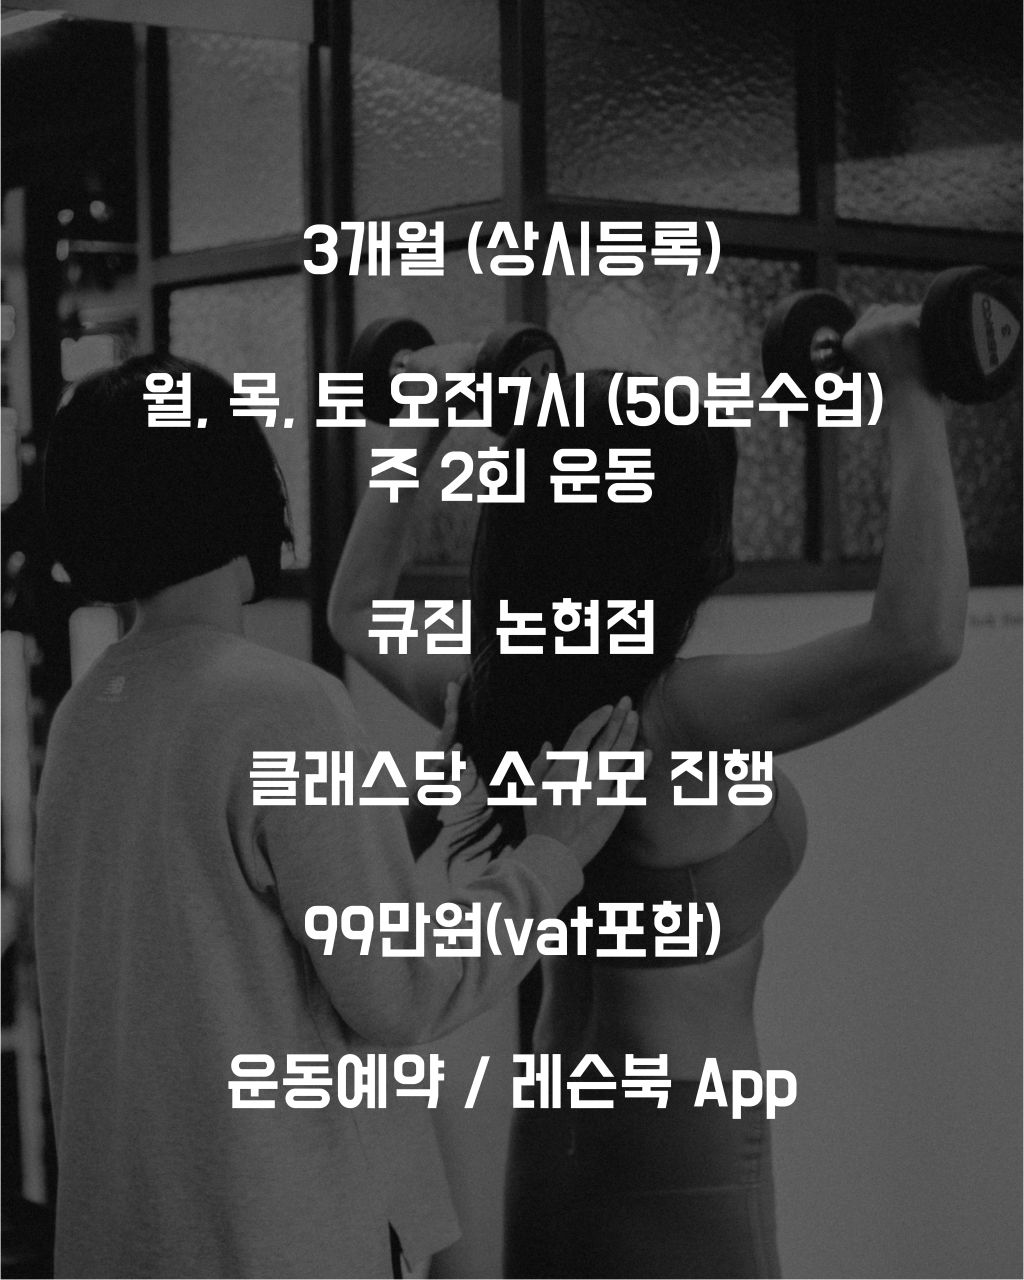 3개월 (상시등록)
월, 목, 토 오전7시 (50분수업)
주 2회 운동
큐짐 논현점
클래스당 소규모 진행
99만원(vat포함)
운동예약 / 레슨북 App